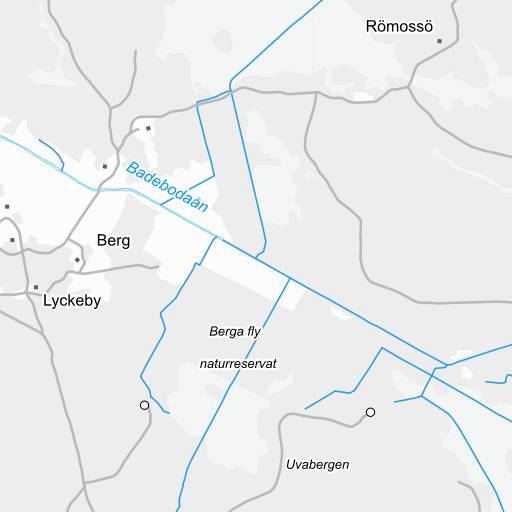 Römossö
Badebodaån
Berg
Lyckeby
Berga fly
naturreservat
Uvabergen